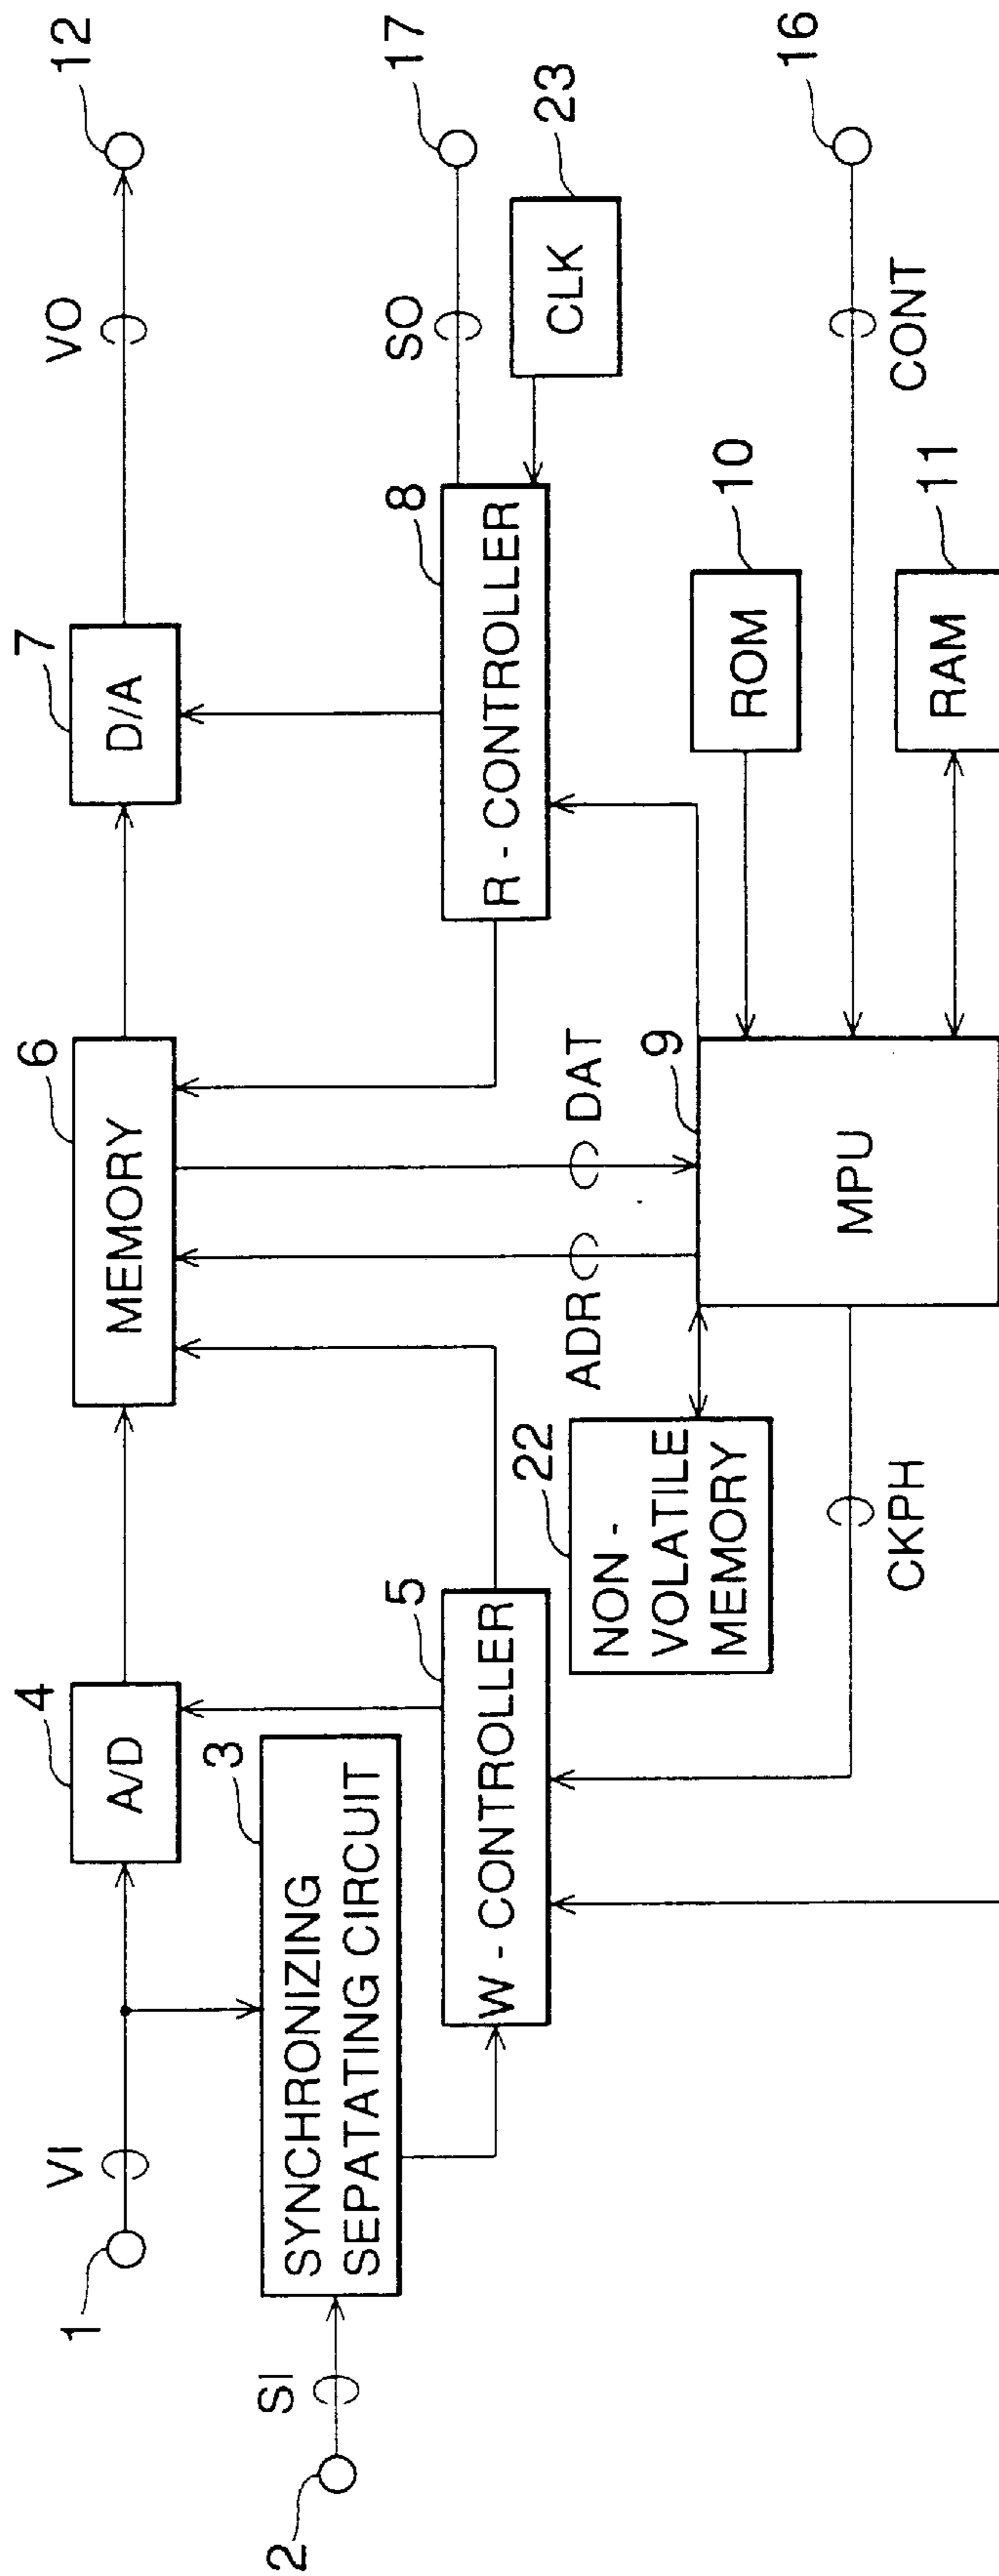 12
17
23
16
VO
SO
CLK
CONT
7
D/A
8
R - CONTROLLER
10
ROM
11
RAM
6
MEMORY
DAT
ADR
9
MPU
22
NON -
VOLATILE
MEMORY
CKPH
4
A/D
5
W - CONTROLLER
3
SYNCHRONIZING
SEPATATING CIRCUIT
VI
1
SI
2